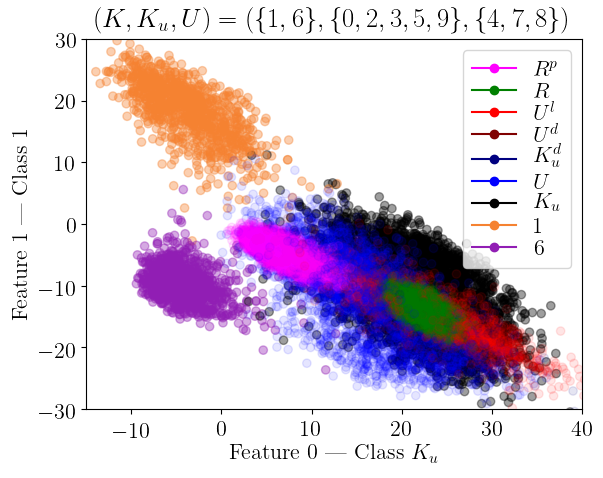 (K, K_u, U) = ({1, 6}, {0, 2, 3, 5, 9}, {4, 7, 8})
30
20
10
0
−10
−20
−30
Feature 1 — Class 1
R^p
R
U^l
U^d
K_u^d
U
K_u
1
6
−10
0
10
20
30
40
Feature 0 — Class K_u